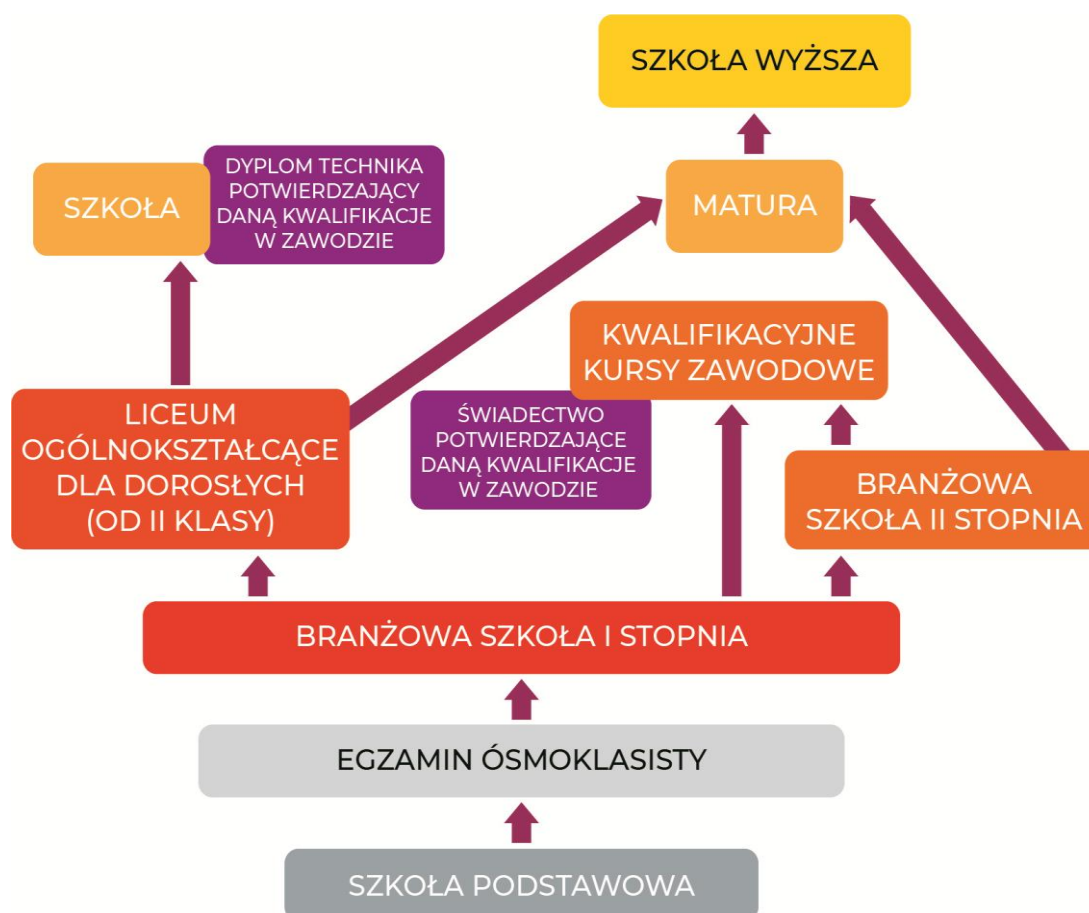 SZKOŁA WYŻSZA
DYPLOM TECHNIKA
POTWIERDZAJĄCY
DANĄ KWALIFIKACJE
W ZAWODZIE
SZKOŁA
MATURA
KWALIFIKACYJNE
KURSY ZAWODOWE
LICEUM
OGÓLNOKSZTAŁCĄCE
DLA DOROSŁYCH
(OD II KLASY)
ŚWIADECTWO
POTWIERDZAJĄCE
DANĄ KWALIFIKACJE
W ZAWODZIE
BRANŻOWA
SZKOŁA II STOPNIA
BRANŻOWA SZKOŁA I STOPNIA
EGZAMIN ÓSMOKLASISTY
SZKOŁA PODSTAWOWA